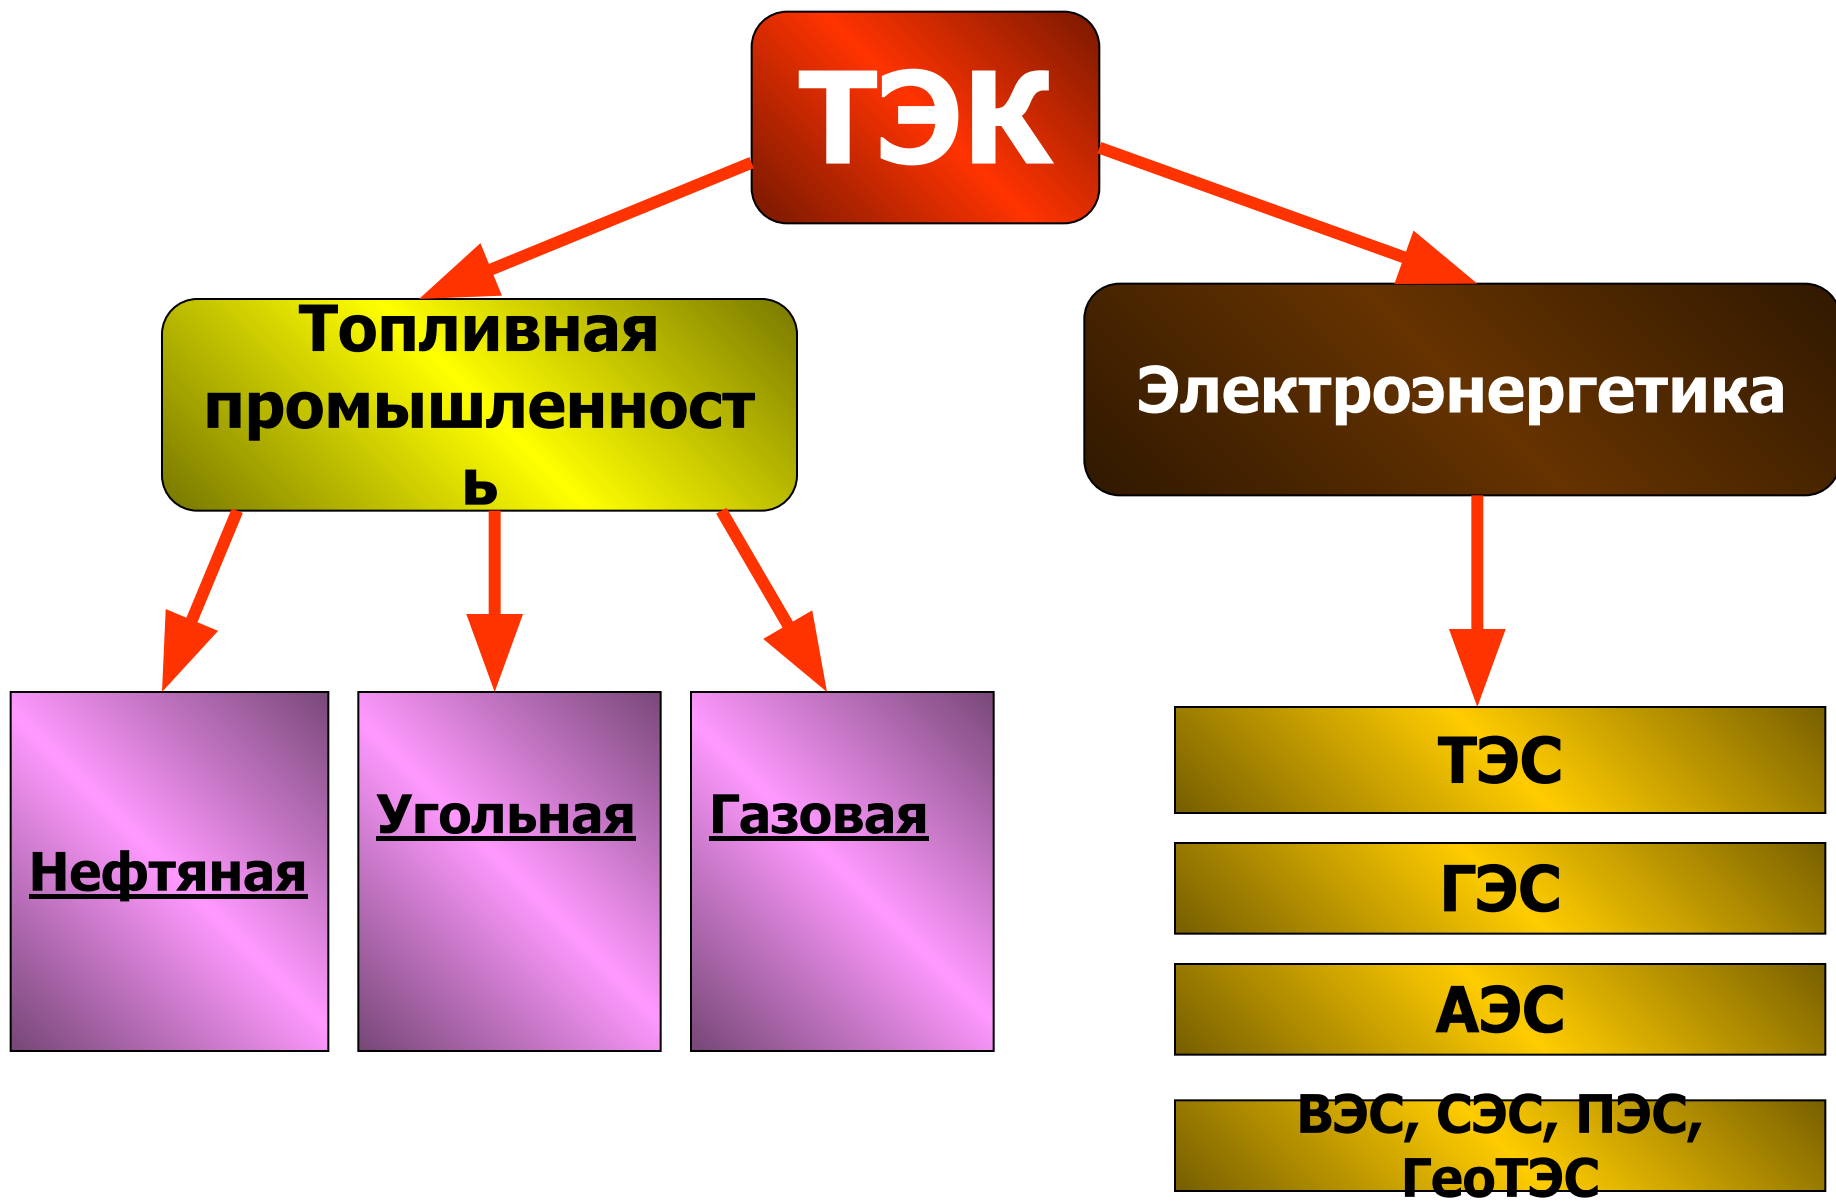 ТЭК
Топливная
промышленност
ь
Электроэнергетика
Нефтяная
Угольная
Газовая
ТЭС
ГЭС
АЭС
ВЭС, СЭС, ПЭС,
ГеоТЭС